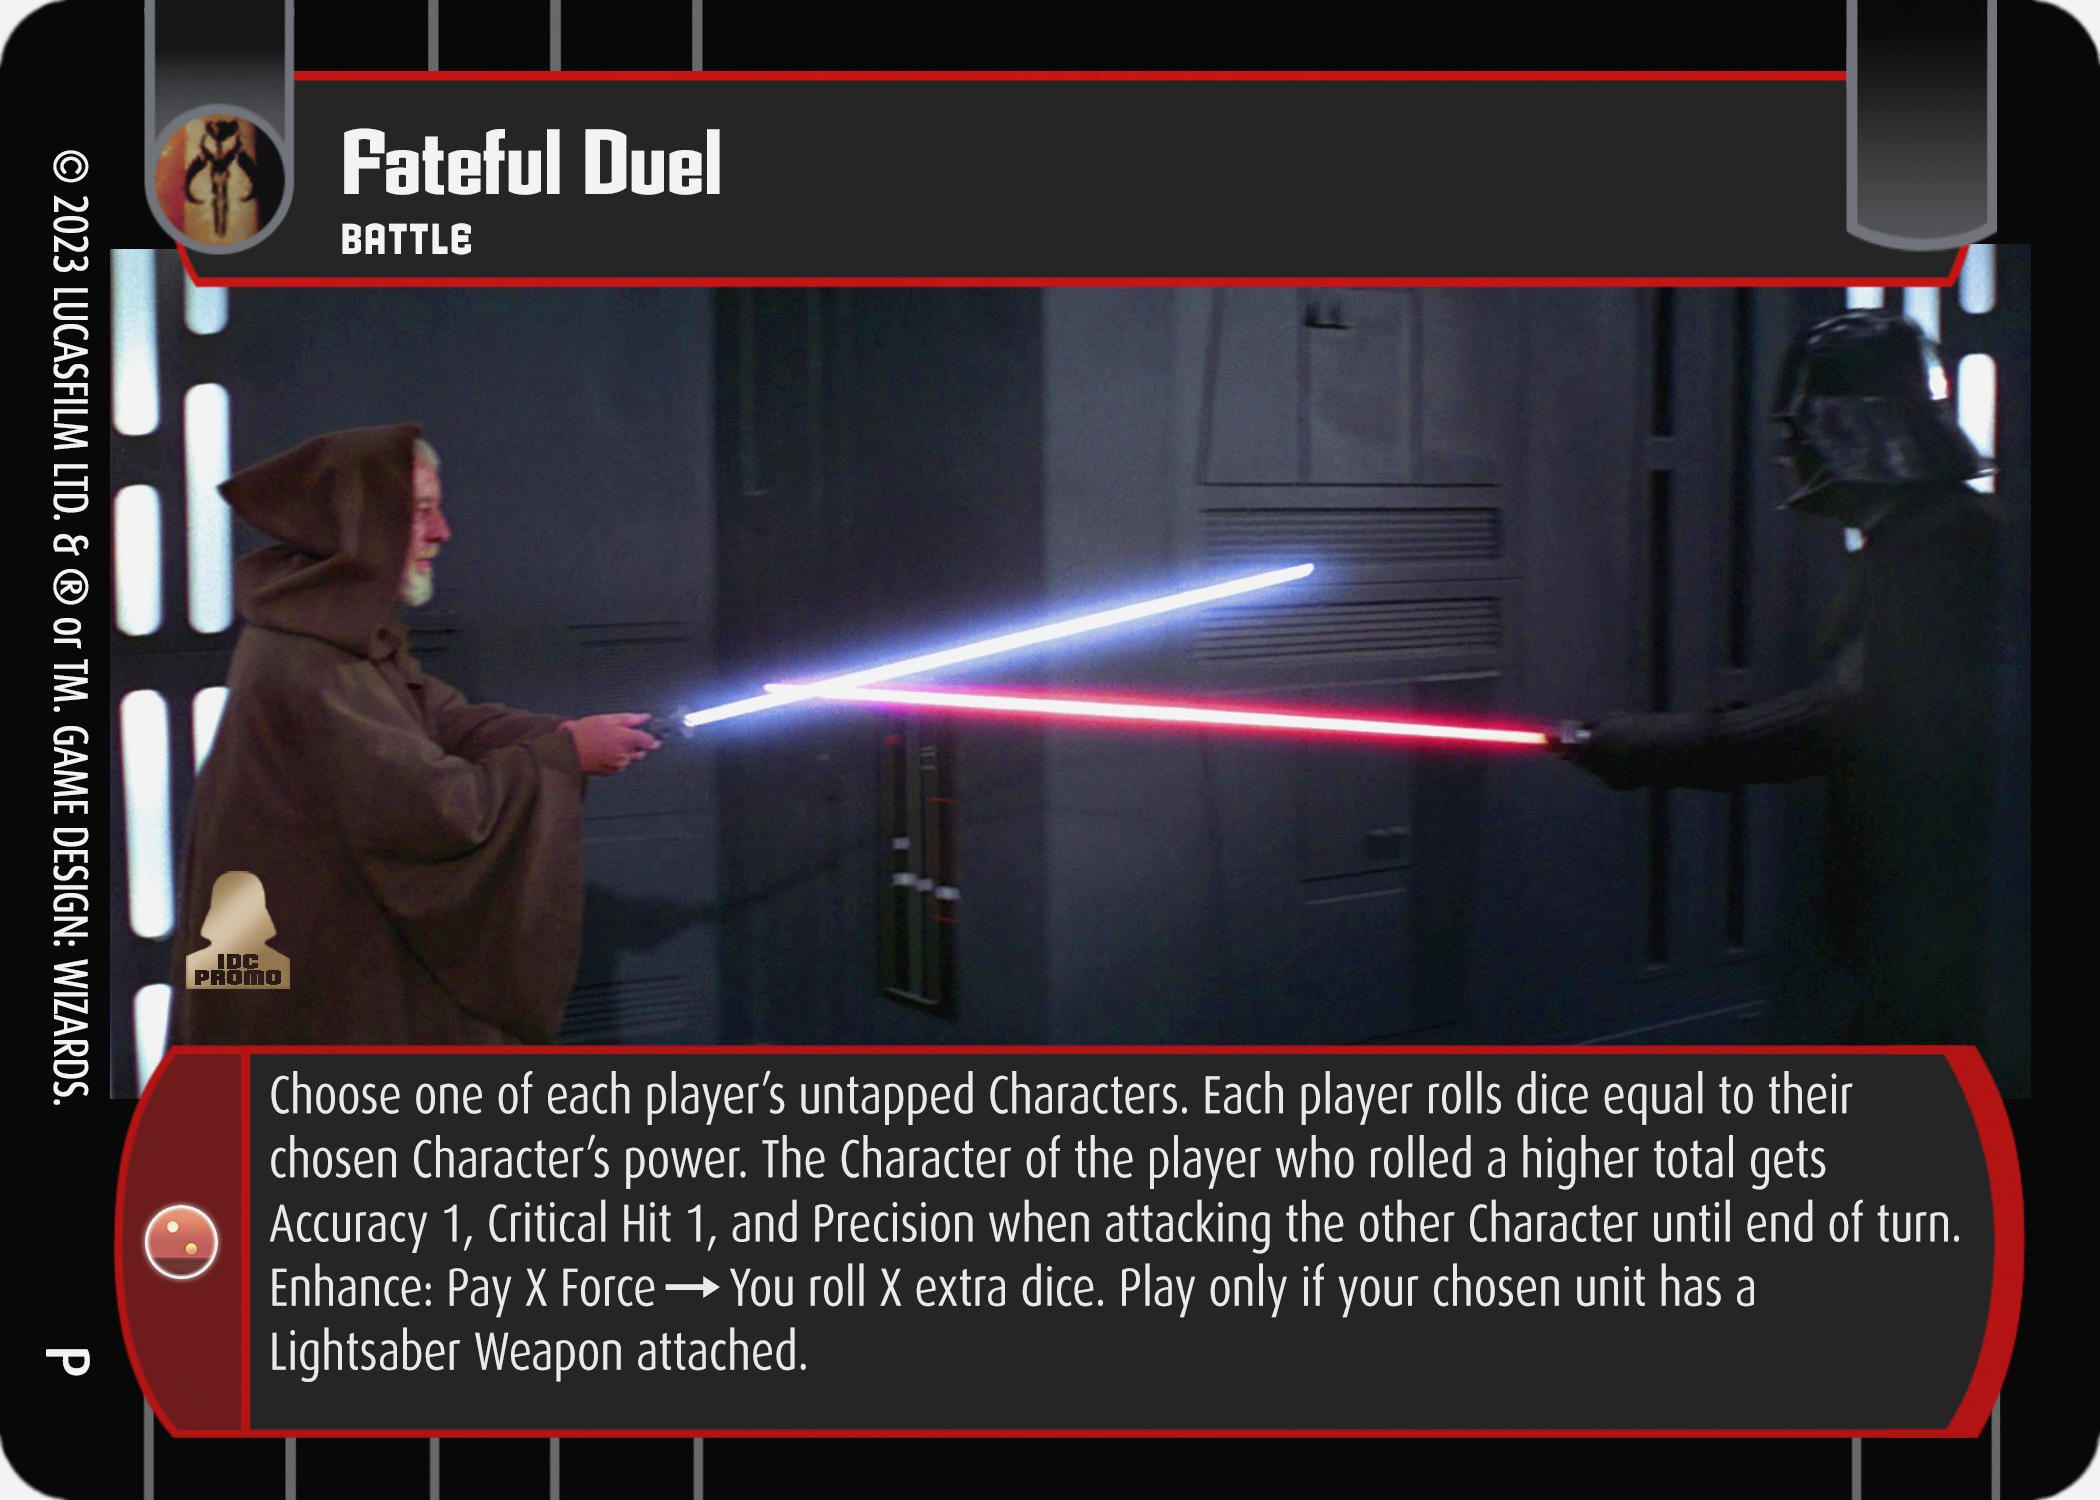 Fateful Duel
BATTLE
© 2023 LUCASFILM LTD. & ® or TM. GAME DESIGN: WIZARDS.
P
IDC
PROMO
Choose one of each player’s untapped Characters. Each player rolls dice equal to their
chosen Character’s power. The Character of the player who rolled a higher total gets
Accuracy 1, Critical Hit 1, and Precision when attacking the other Character until end of turn.
Enhance: Pay X Force → You roll X extra dice. Play only if your chosen unit has a
Lightsaber Weapon attached.